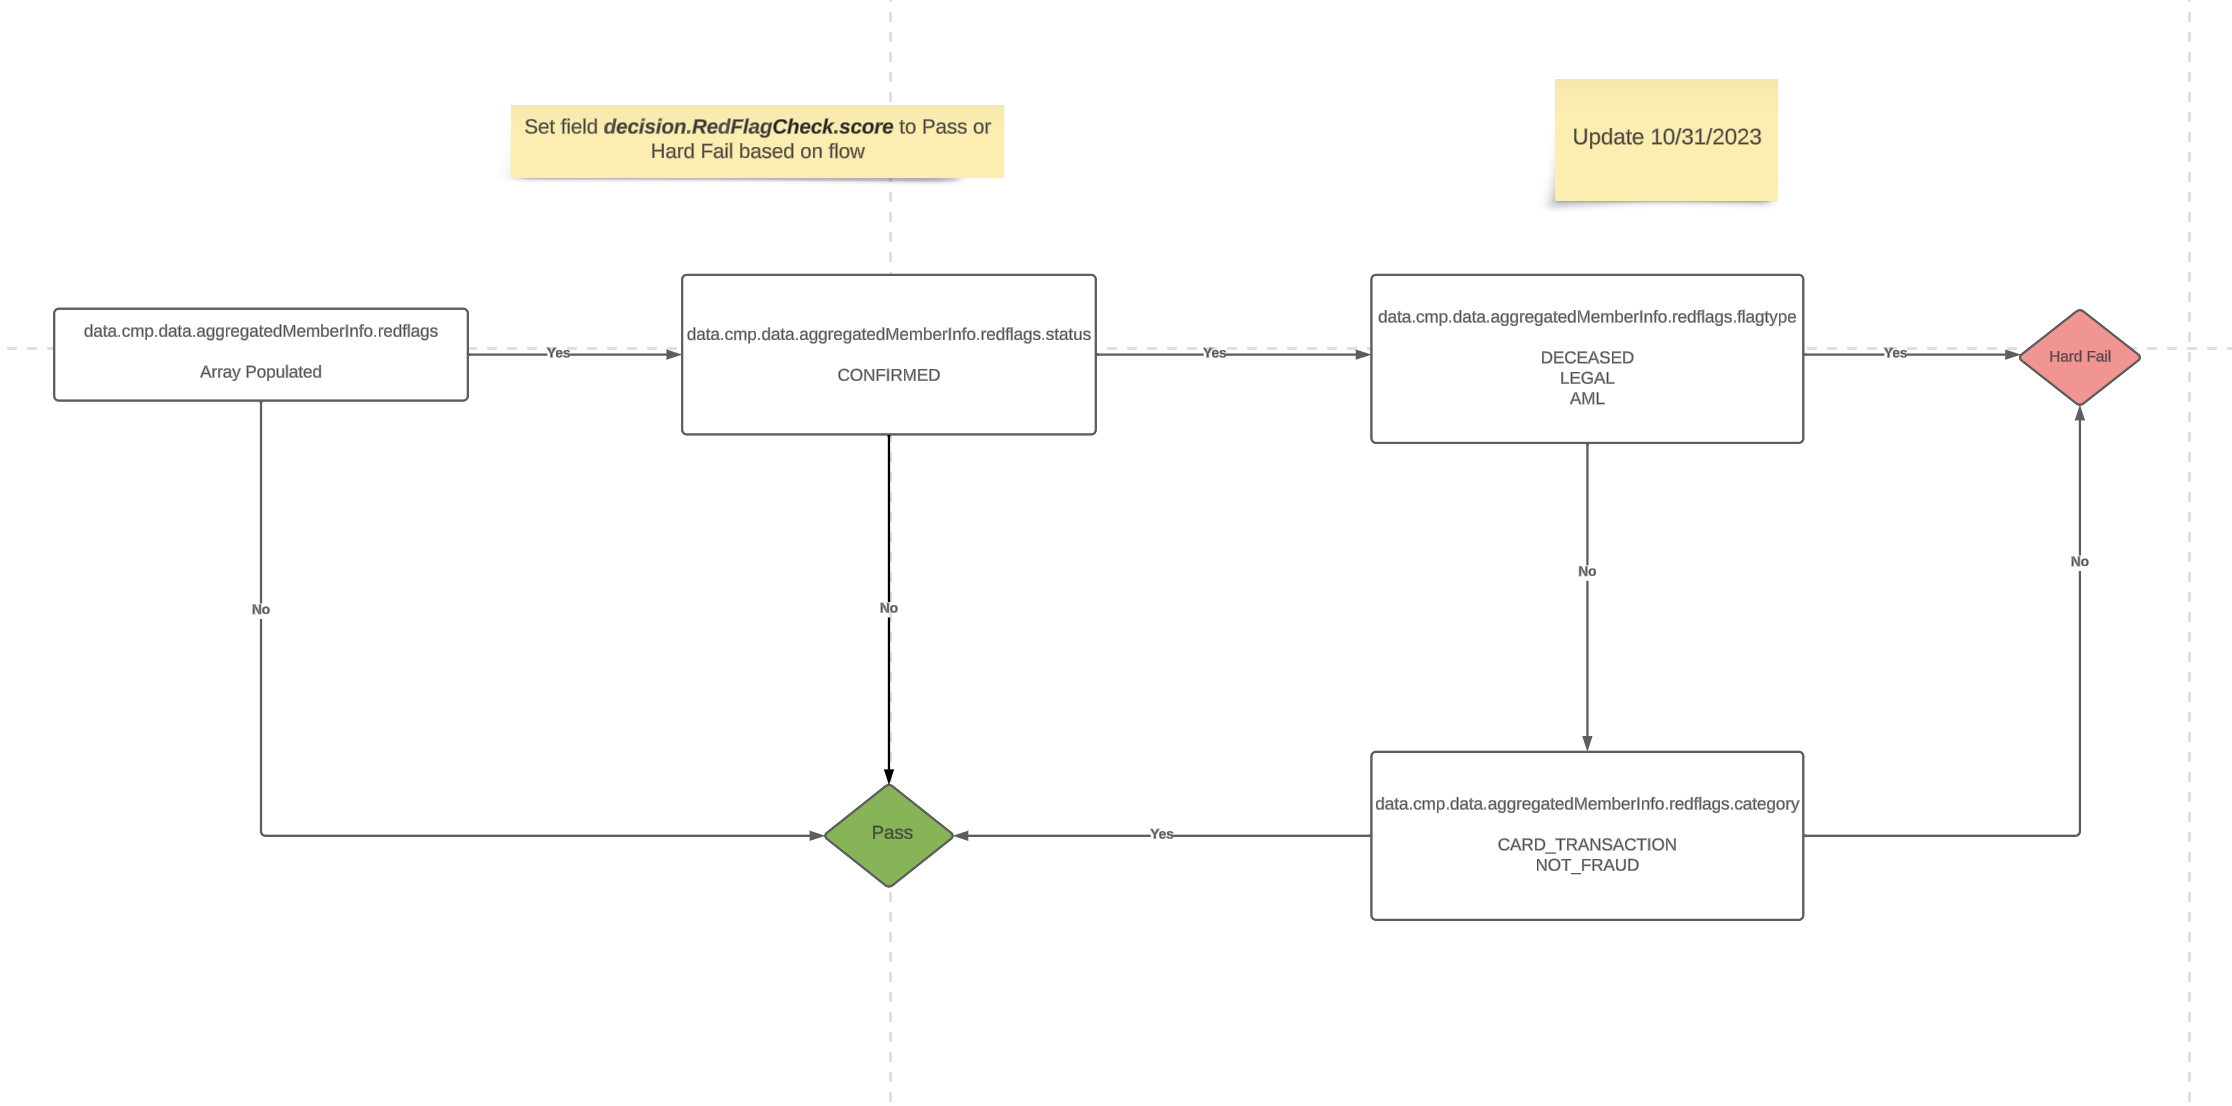 Set field decision.RedFlagCheck.score to Pass or
Hard Fail based on flow
Update 10/31/2023
data.cmp.data.aggregatedMemberInfo.redflags
Array Populated
Yes
data.cmp.data.aggregatedMemberInfo.redflags.status
CONFIRMED
Yes
data.cmp.data.aggregatedMemberInfo.redflags.flagtype
DECEASED
LEGAL
AML
Yes
Hard Fail
No
No
No
No
Pass
Yes
data.cmp.data.aggregatedMemberInfo.redflags.category
CARD_TRANSACTION
NOT_FRAUD